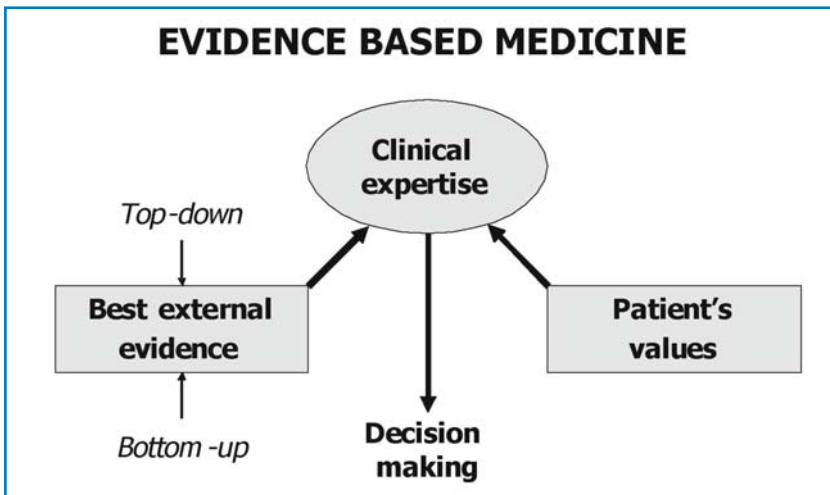 EVIDENCE BASED MEDICINE
Clinical
expertise
Top-down
Best external
evidence
Patient's
values
Bottom -up
Decision
making